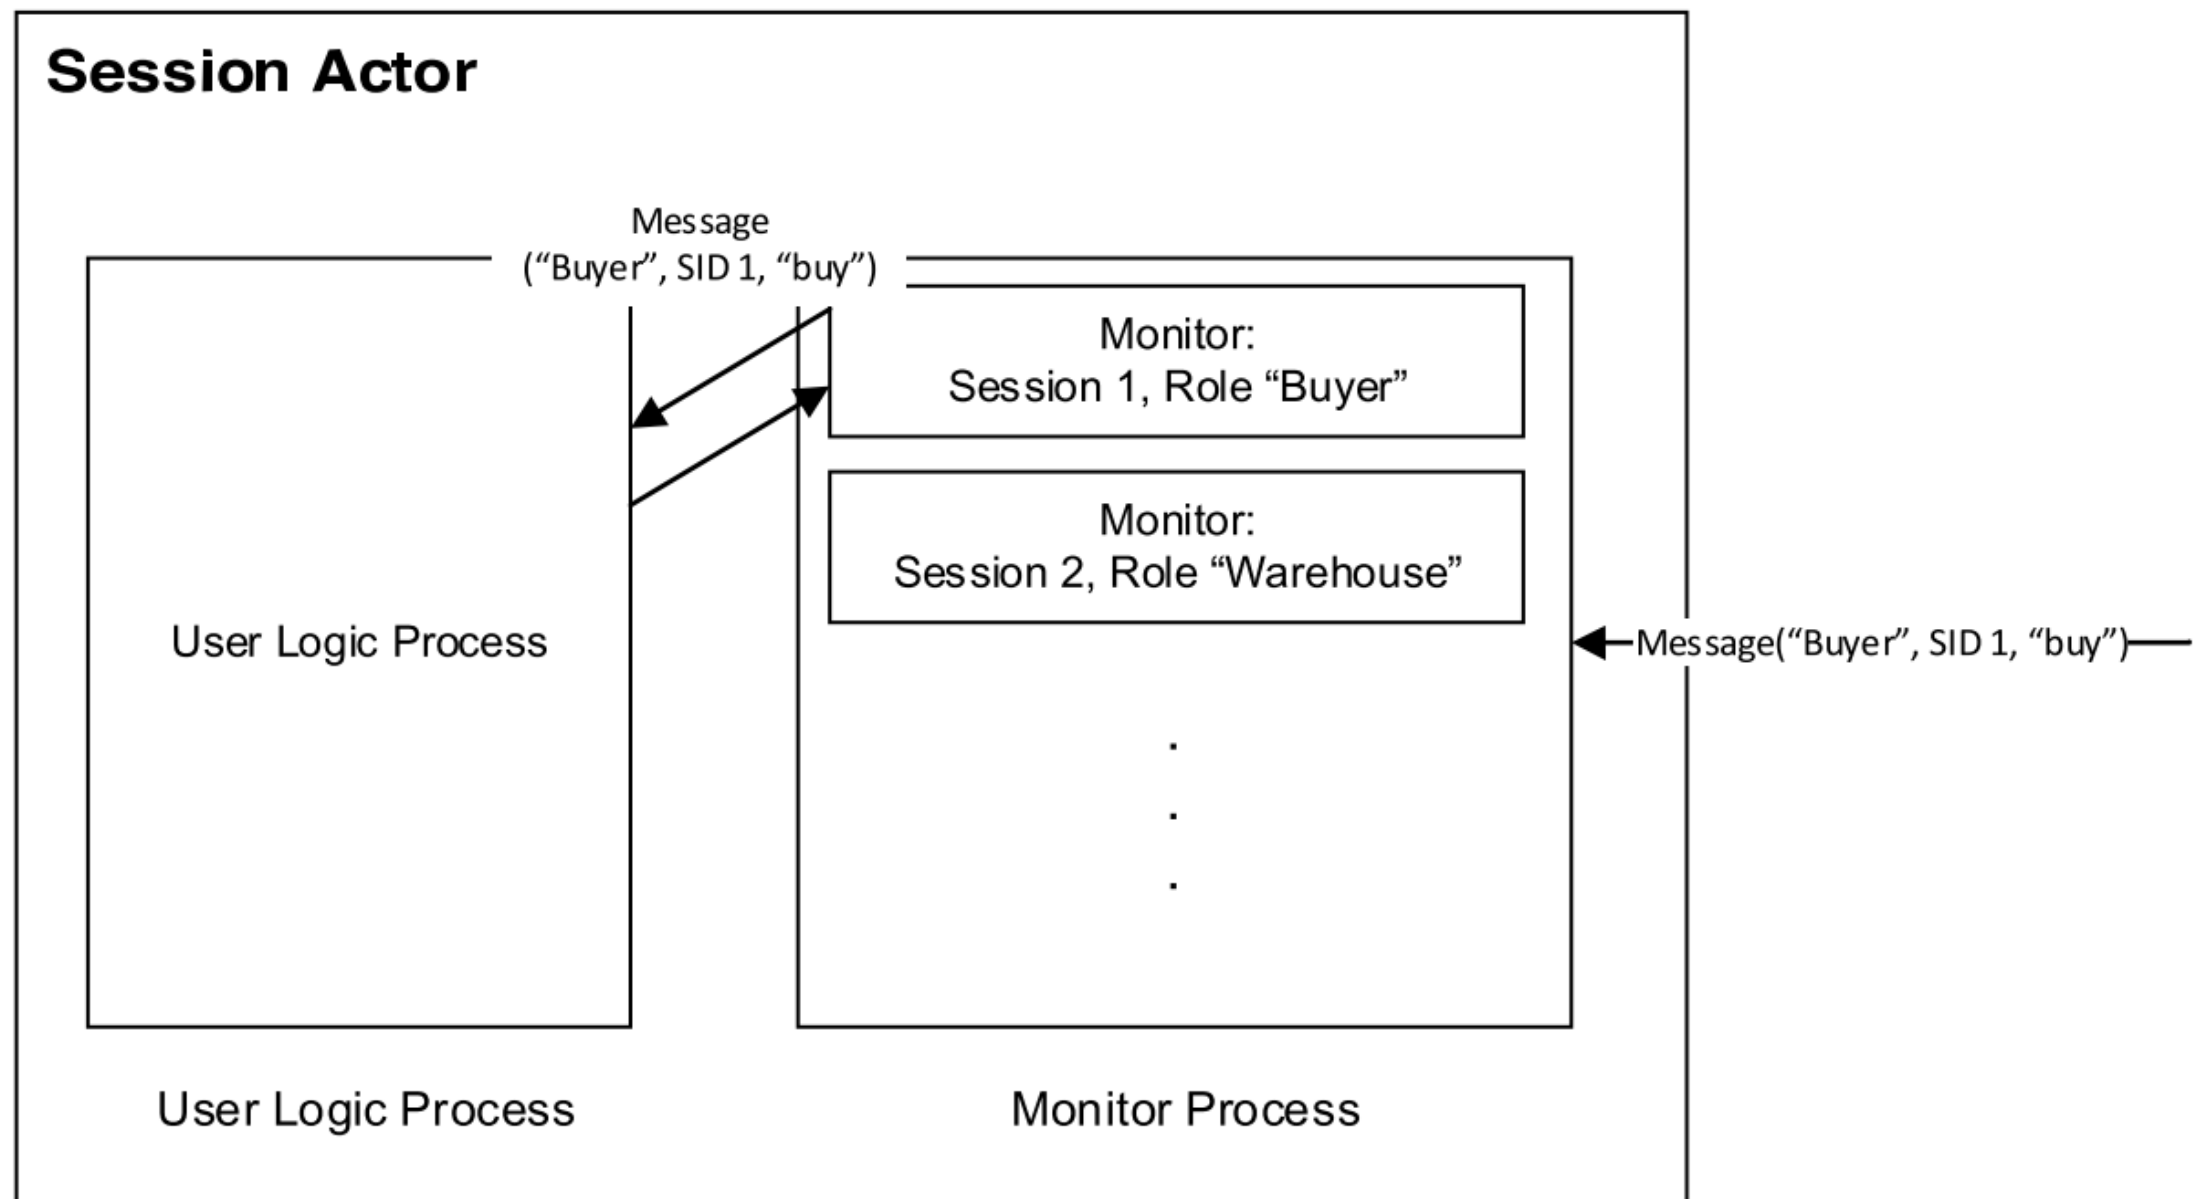 Session Actor
Message
(“Buyer”, SID 1, “buy”)
Monitor:
Session 1, Role “Buyer”
Monitor:
Session 2, Role “Warehouse”
User Logic Process
Message(“Buyer”, SID 1, “buy”)
.
.
.
User Logic Process
Monitor Process